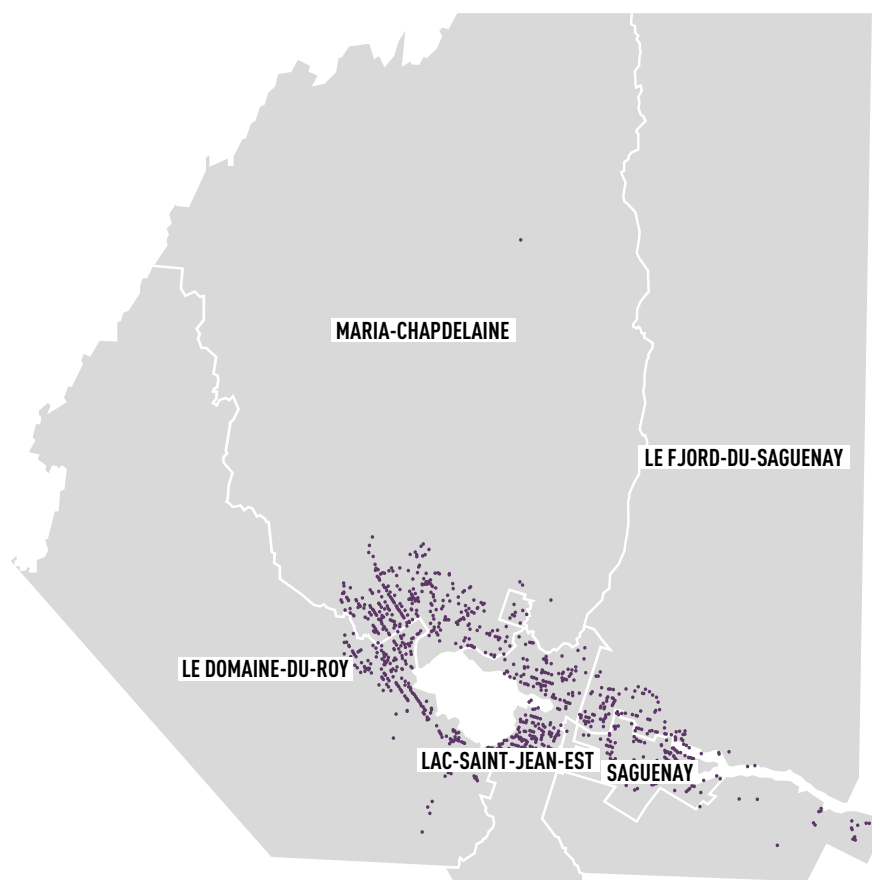 MARIA-CHAPDELAINE
LE FJORD-DU-SAGUENAY
LE DOMAINE-DU-ROY
LAC-SAINT-JEAN-EST
SAGUENAY